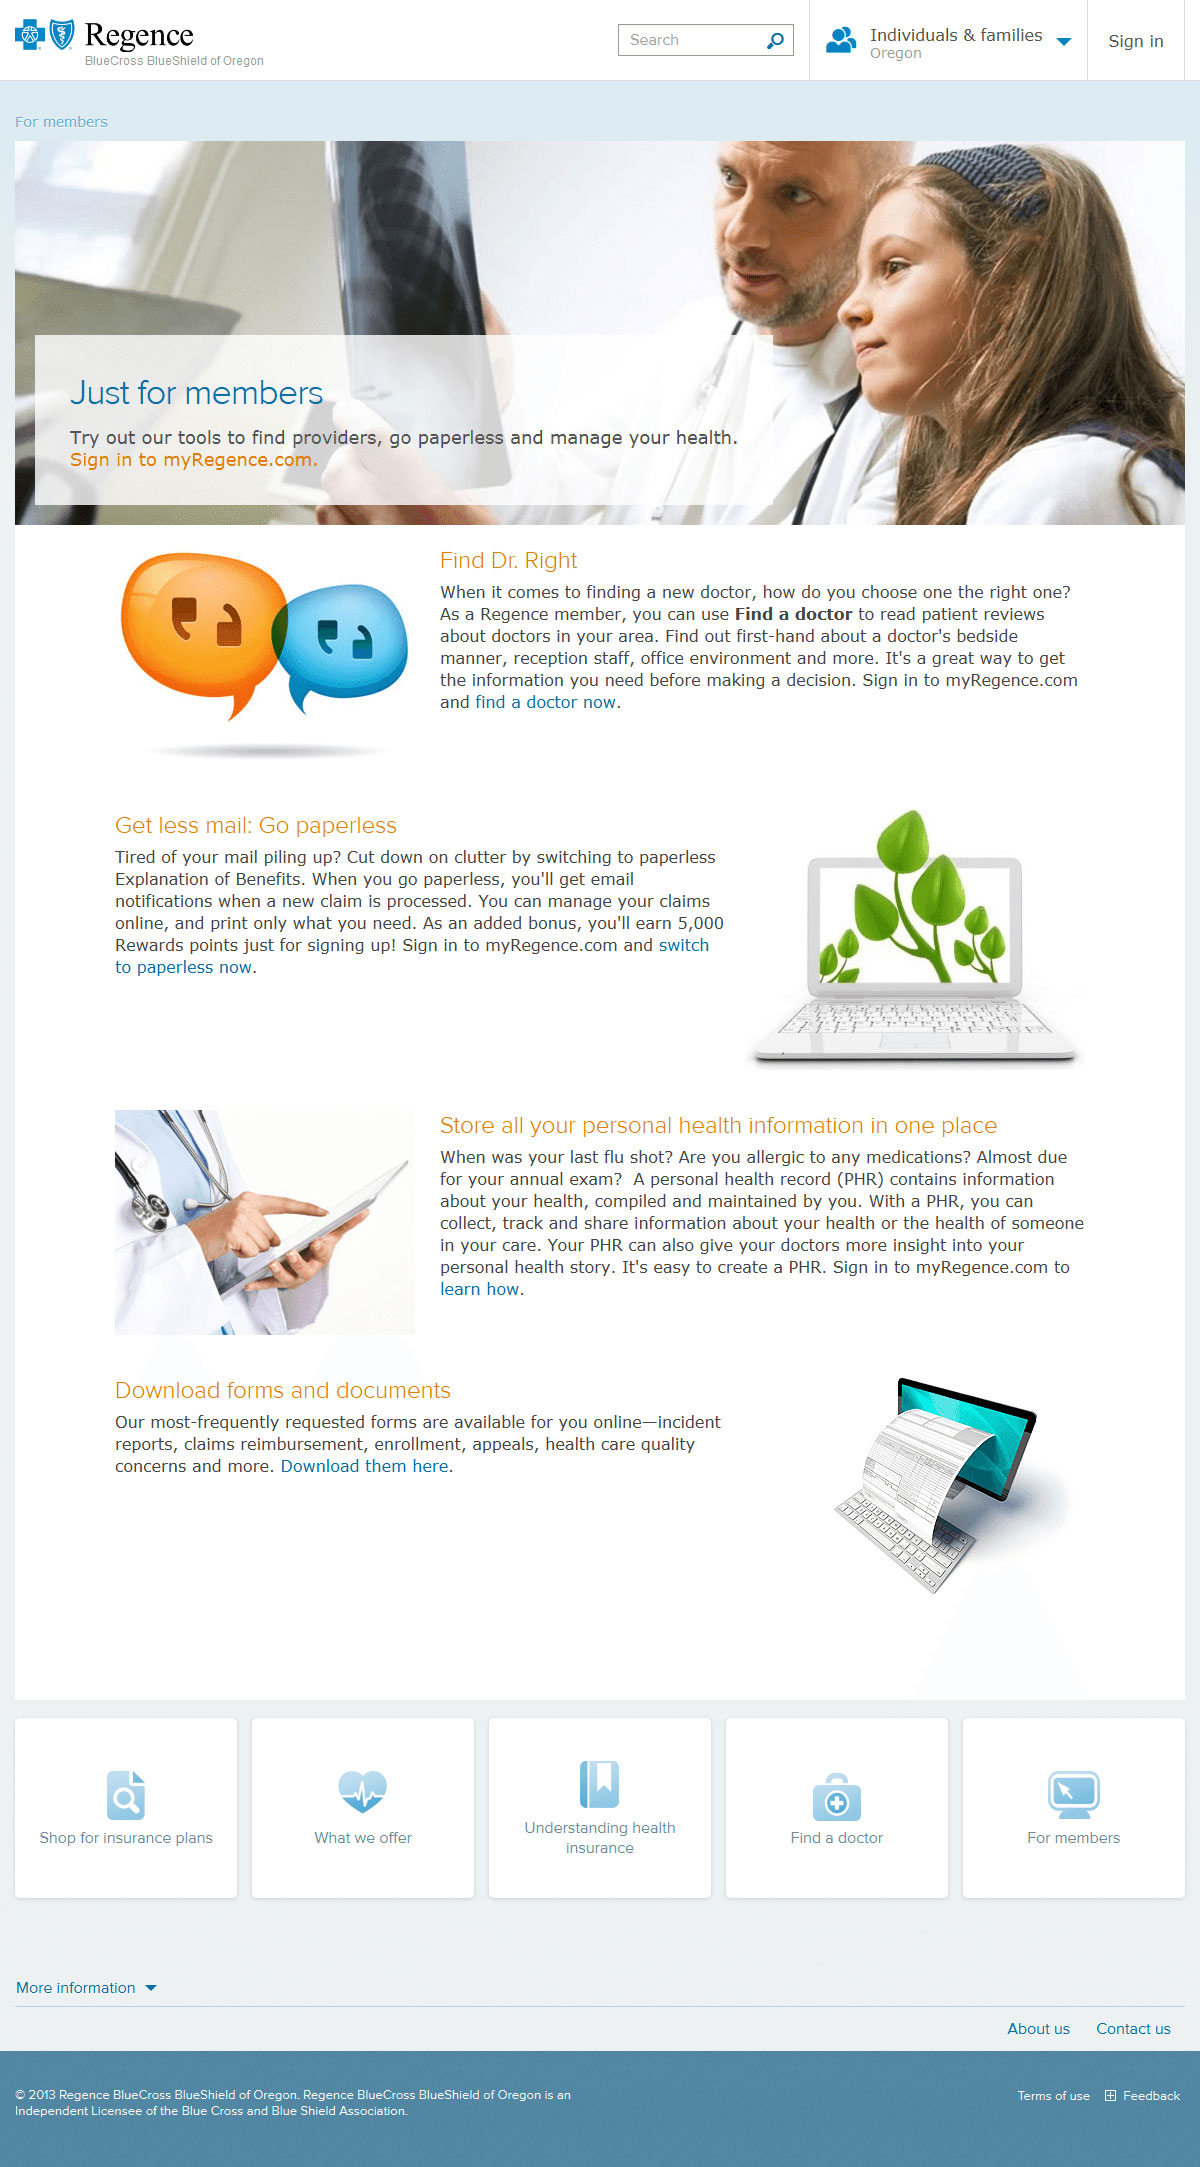 Regence
BlueCross BlueShield of Oregon
Search
Individuals & families
Oregon
Sign in
For members
Just for members
Try out our tools to find providers, go paperless and manage your health.
Sign in to myRegence.com.
Find Dr. Right
When it comes to finding a new doctor, how do you choose one the right one?
As a Regence member, you can use Find a doctor to read patient reviews
about doctors in your area. Find out first-hand about a doctor's bedside
manner, reception staff, office environment and more. It's a great way to get
the information you need before making a decision. Sign in to myRegence.com
and find a doctor now.
Get less mail: Go paperless
Tired of your mail piling up? Cut down on clutter by switching to paperless
Explanation of Benefits. When you go paperless, you'll get email
notifications when a new claim is processed. You can manage your claims
online, and print only what you need. As an added bonus, you'll earn 5,000
Rewards points just for signing up! Sign in to myRegence.com and switch
to paperless now.
Store all your personal health information in one place
When was your last flu shot? Are you allergic to any medications? Almost due
for your annual exam?  A personal health record (PHR) contains information
about your health, compiled and maintained by you. With a PHR, you can
collect, track and share information about your health or the health of someone
in your care. Your PHR can also give your doctors more insight into your
personal health story. It's easy to create a PHR. Sign in to myRegence.com to
learn how.
Download forms and documents
Our most-frequently requested forms are available for you online—incident
reports, claims reimbursement, enrollment, appeals, health care quality
concerns and more. Download them here.
Shop for insurance plans
What we offer
Understanding health
insurance
Find a doctor
For members
More information
About us
Contact us
© 2013 Regence BlueCross BlueShield of Oregon. Regence BlueCross BlueShield of Oregon is an
Independent Licensee of the Blue Cross and Blue Shield Association.
Terms of use
Feedback